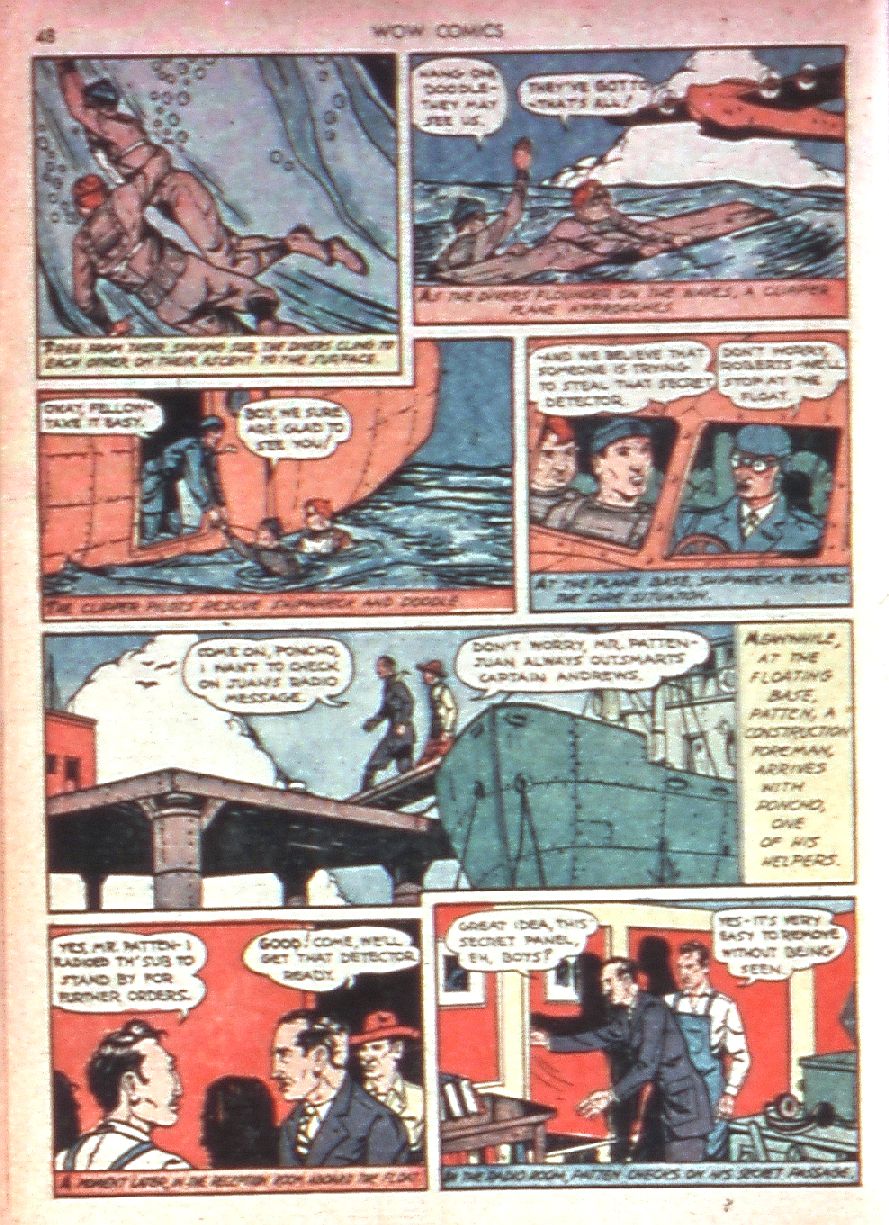 48
WOW COMICS
FROM THEIR SINKING SUB, THE DIVERS CLING TO
EACH OTHER ON THEIR ASCENT TO THE SURFACE.
HANG ON,
DOODLE-
THEY MAY
SEE US.
THEY'VE GOT TO
-THAT'S ALL!
AS THE DIVERS FLOUNDER ON THE WAVES, A CLIPPER
PLANE APPROACHES
OKAY, FELLOW-
TAKE IT EASY.
BOY, WE SURE
ARE GLAD TO
SEE YOU!
THE CLIPPER PILOTS RESCUE SHIPWRECK AND DOODLE
-AND WE BELIEVE THAT
SOMEONE IS TRYING
TO STEAL THAT SECRET
DETECTOR.
DON'T WORRY,
ROBERTS-WE'LL
STOP AT THE
FLOAT.
AT THE PLANE BASE, SHIPWRECK RELATES
THE DIRE SITUATION.
COME ON, PONCHO,
I WANT TO CHECK
ON JUAN'S RADIO
MESSAGE.
DON'T WORRY, MR. PATTEN-
JUAN ALWAYS OUTSMARTS
CAPTAIN ANDREWS.
MEANWHILE,
AT THE
FLOATING
BASE,
PATTEN, A
CONSTRUCTION
FOREMAN,
ARRIVES
WITH
PONCHO,
ONE
OF HIS
HELPERS.
YES, MR. PATTEN-I
RADIOED TH' SUB TO
STAND BY FOR
FURTHER ORDERS.
GOOD! COME, WE'LL
GET THAT DETECTOR
READY.
A MOMENT LATER, IN THE RECEPTION ROOM ABOARD THE FLOAT
GREAT IDEA, THIS
SECRET PANEL,
EH, BOYS?
YES-IT'S VERY
EASY TO REMOVE
WITHOUT BEING
SEEN.
IN THE RADIO ROOM, PATTEN CHECKS ON HIS SECRET PASSAGE.